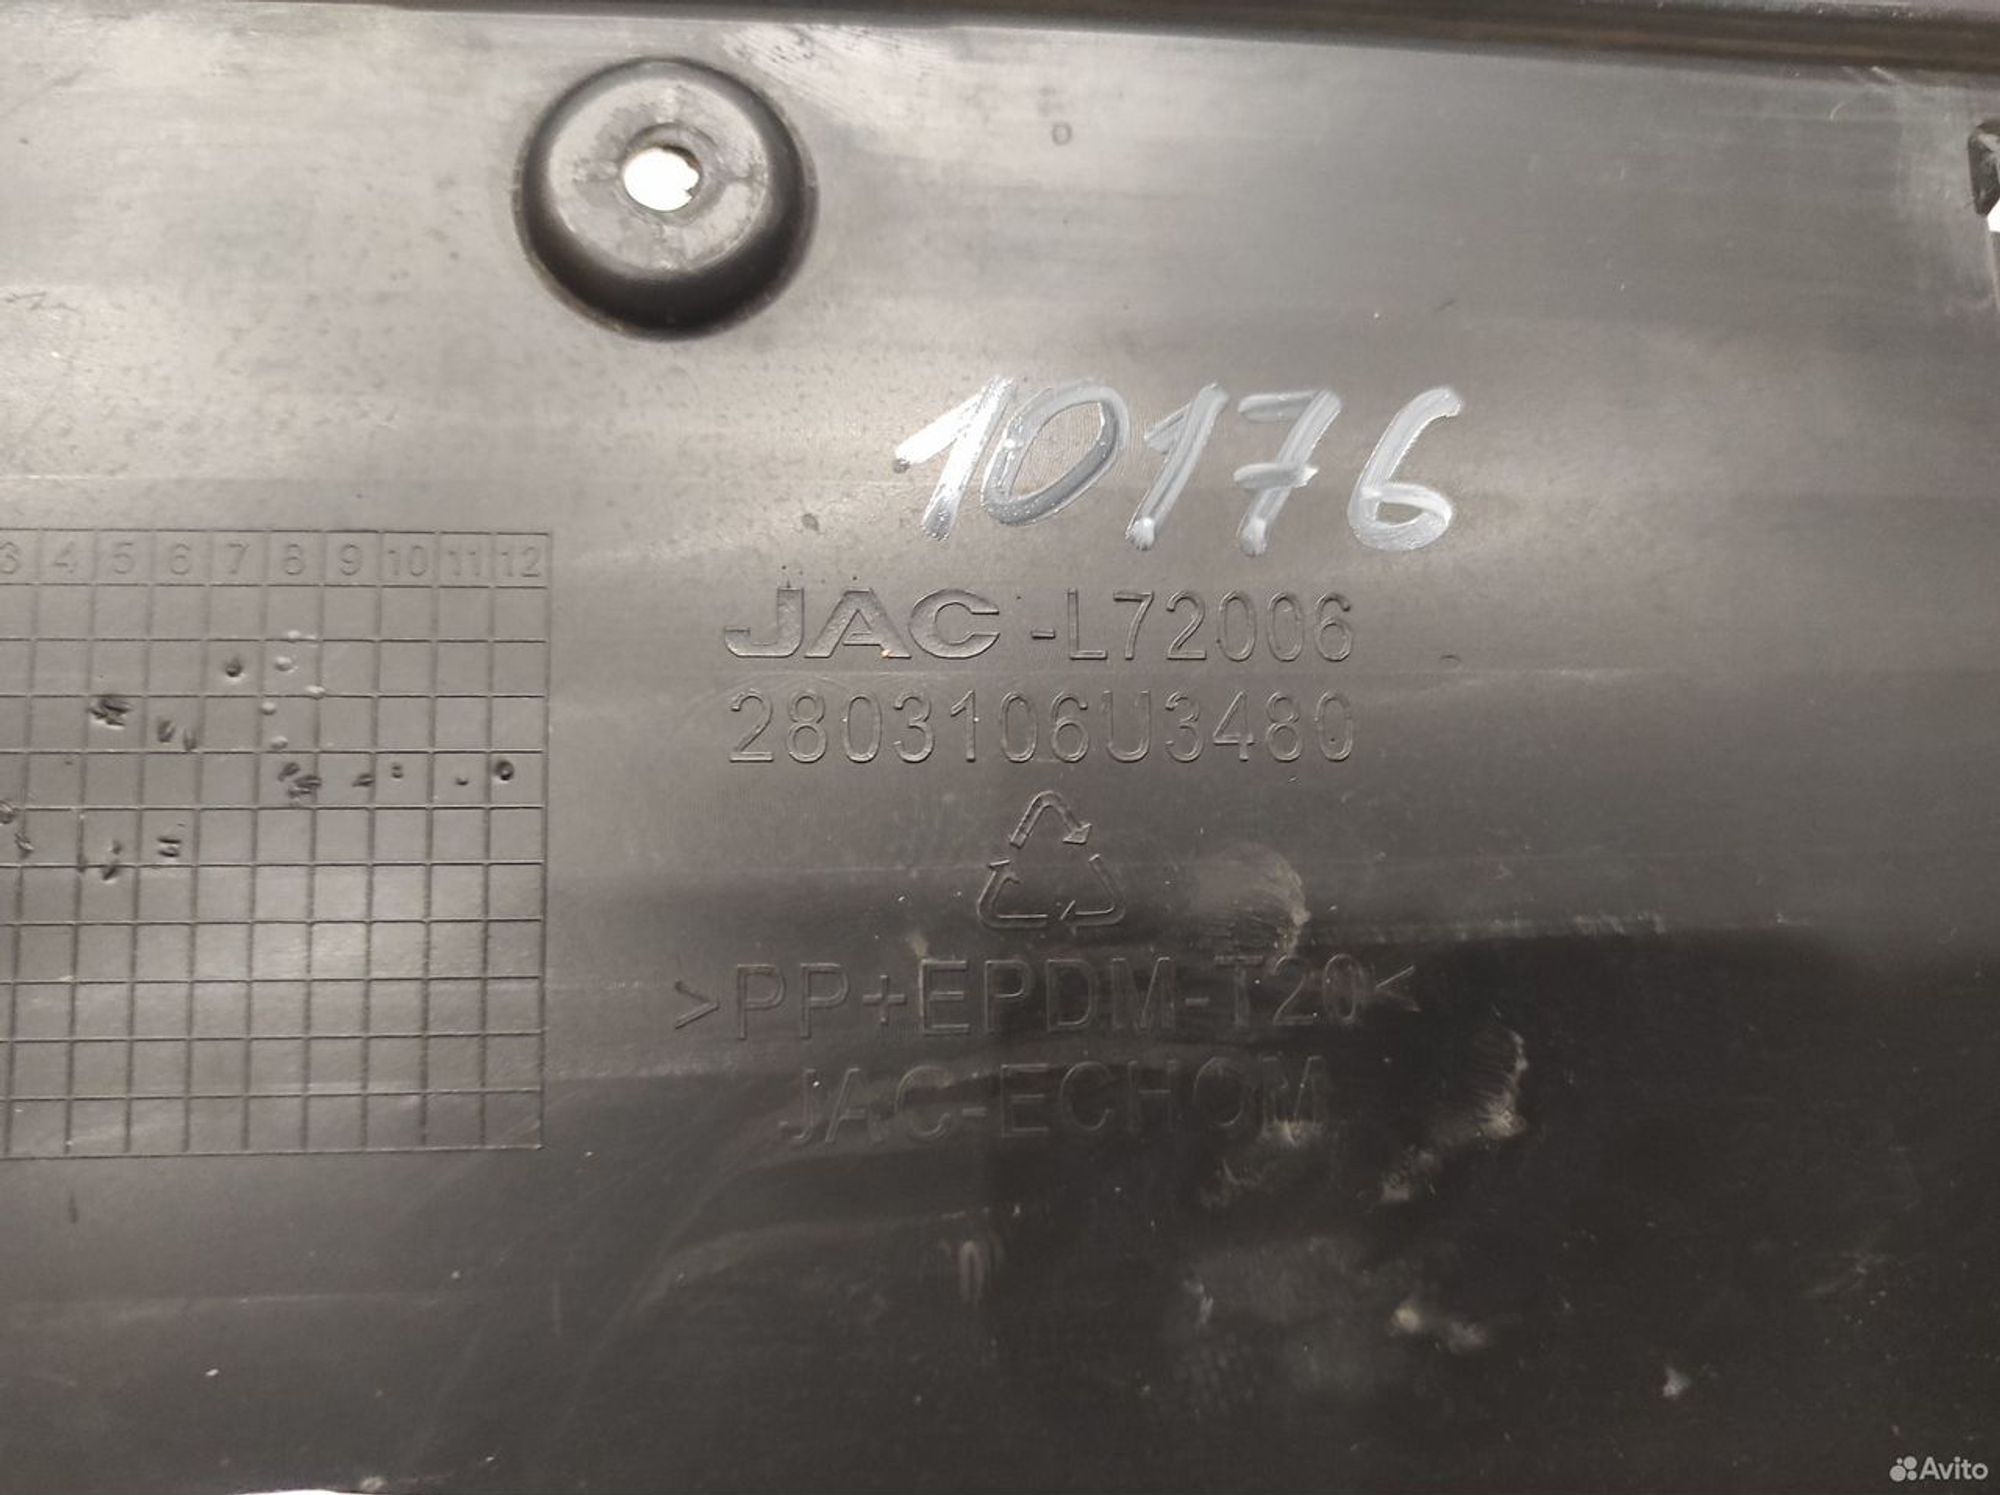 10176
3 4 5 6 7 8 9 10 11 12
JAC-L72006
2803106U3480
>PP+EPDM-T20<
JAC-ECHOM
Avito